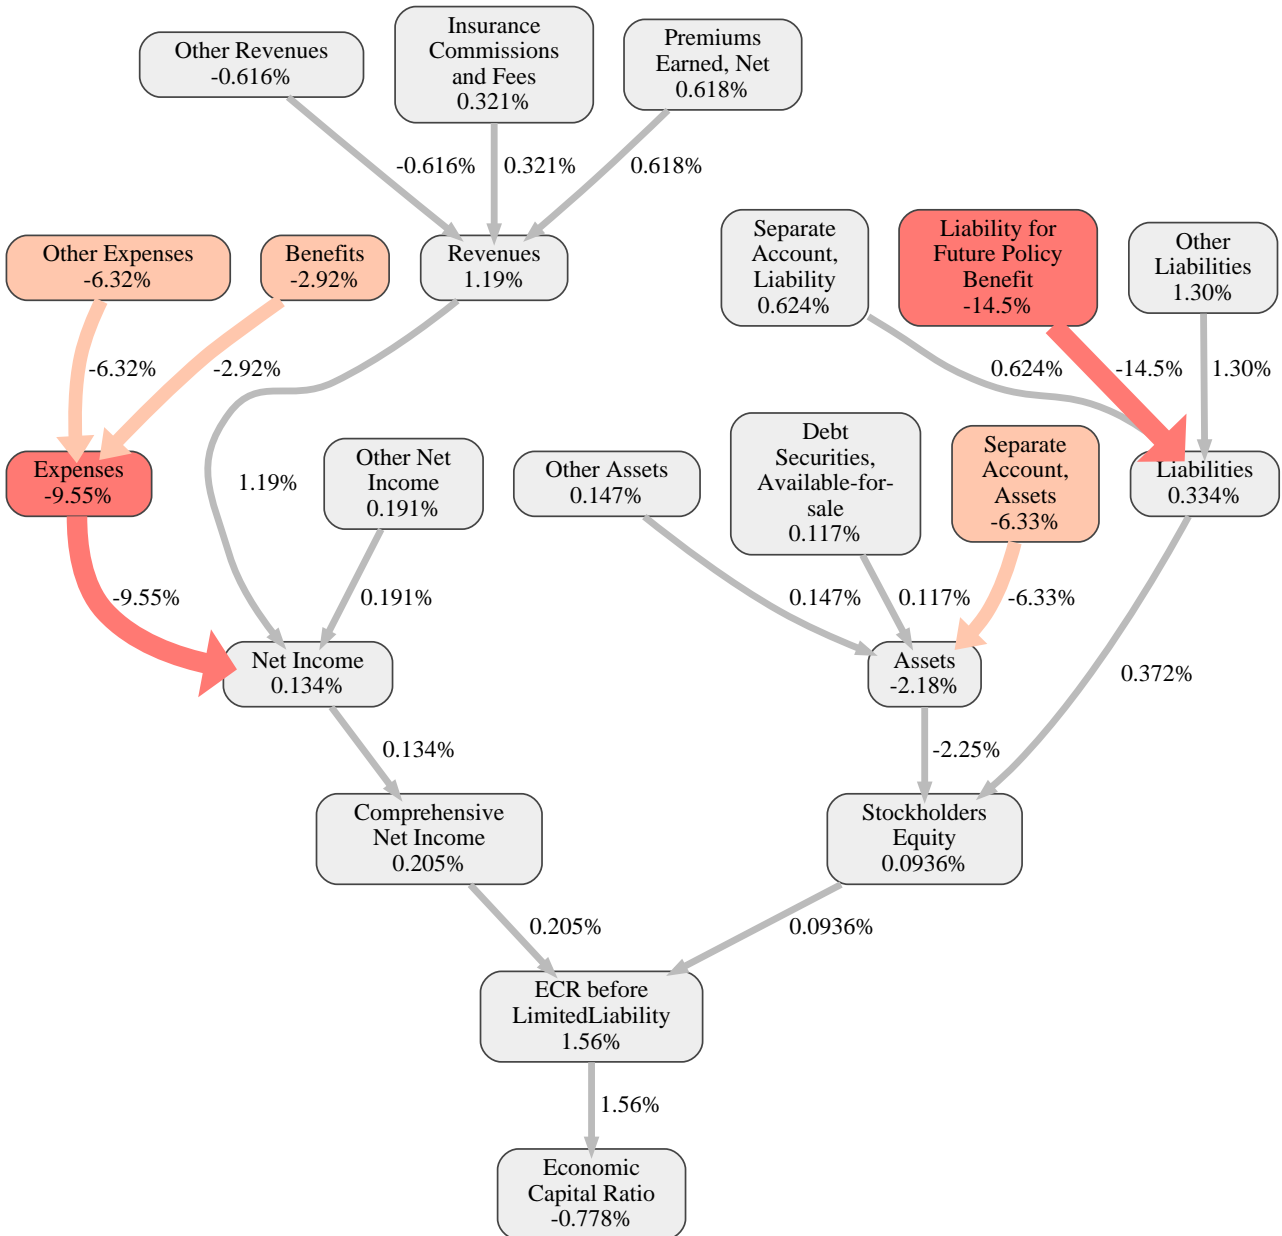 Other Revenues
-0.616%
Insurance
Commissions
and Fees
0.321%
Premiums
Earned, Net
0.618%
-0.616%
0.321%
0.618%
Other Expenses
-6.32%
Benefits
-2.92%
Revenues
1.19%
Separate
Account,
Liability
0.624%
Liability for
Future Policy
Benefit
-14.5%
Other
Liabilities
1.30%
-6.32%
-2.92%
0.624%
-14.5%
1.30%
Expenses
-9.55%
1.19%
Other Net
Income
0.191%
Other Assets
0.147%
Debt
Securities,
Available-for-
sale
0.117%
Separate
Account,
Assets
-6.33%
Liabilities
0.334%
-9.55%
0.191%
0.147%
0.117%
-6.33%
Net Income
0.134%
Assets
-2.18%
0.372%
0.134%
-2.25%
Comprehensive
Net Income
0.205%
Stockholders
Equity
0.0936%
0.205%
0.0936%
ECR before
LimitedLiability
1.56%
1.56%
Economic
Capital Ratio
-0.778%